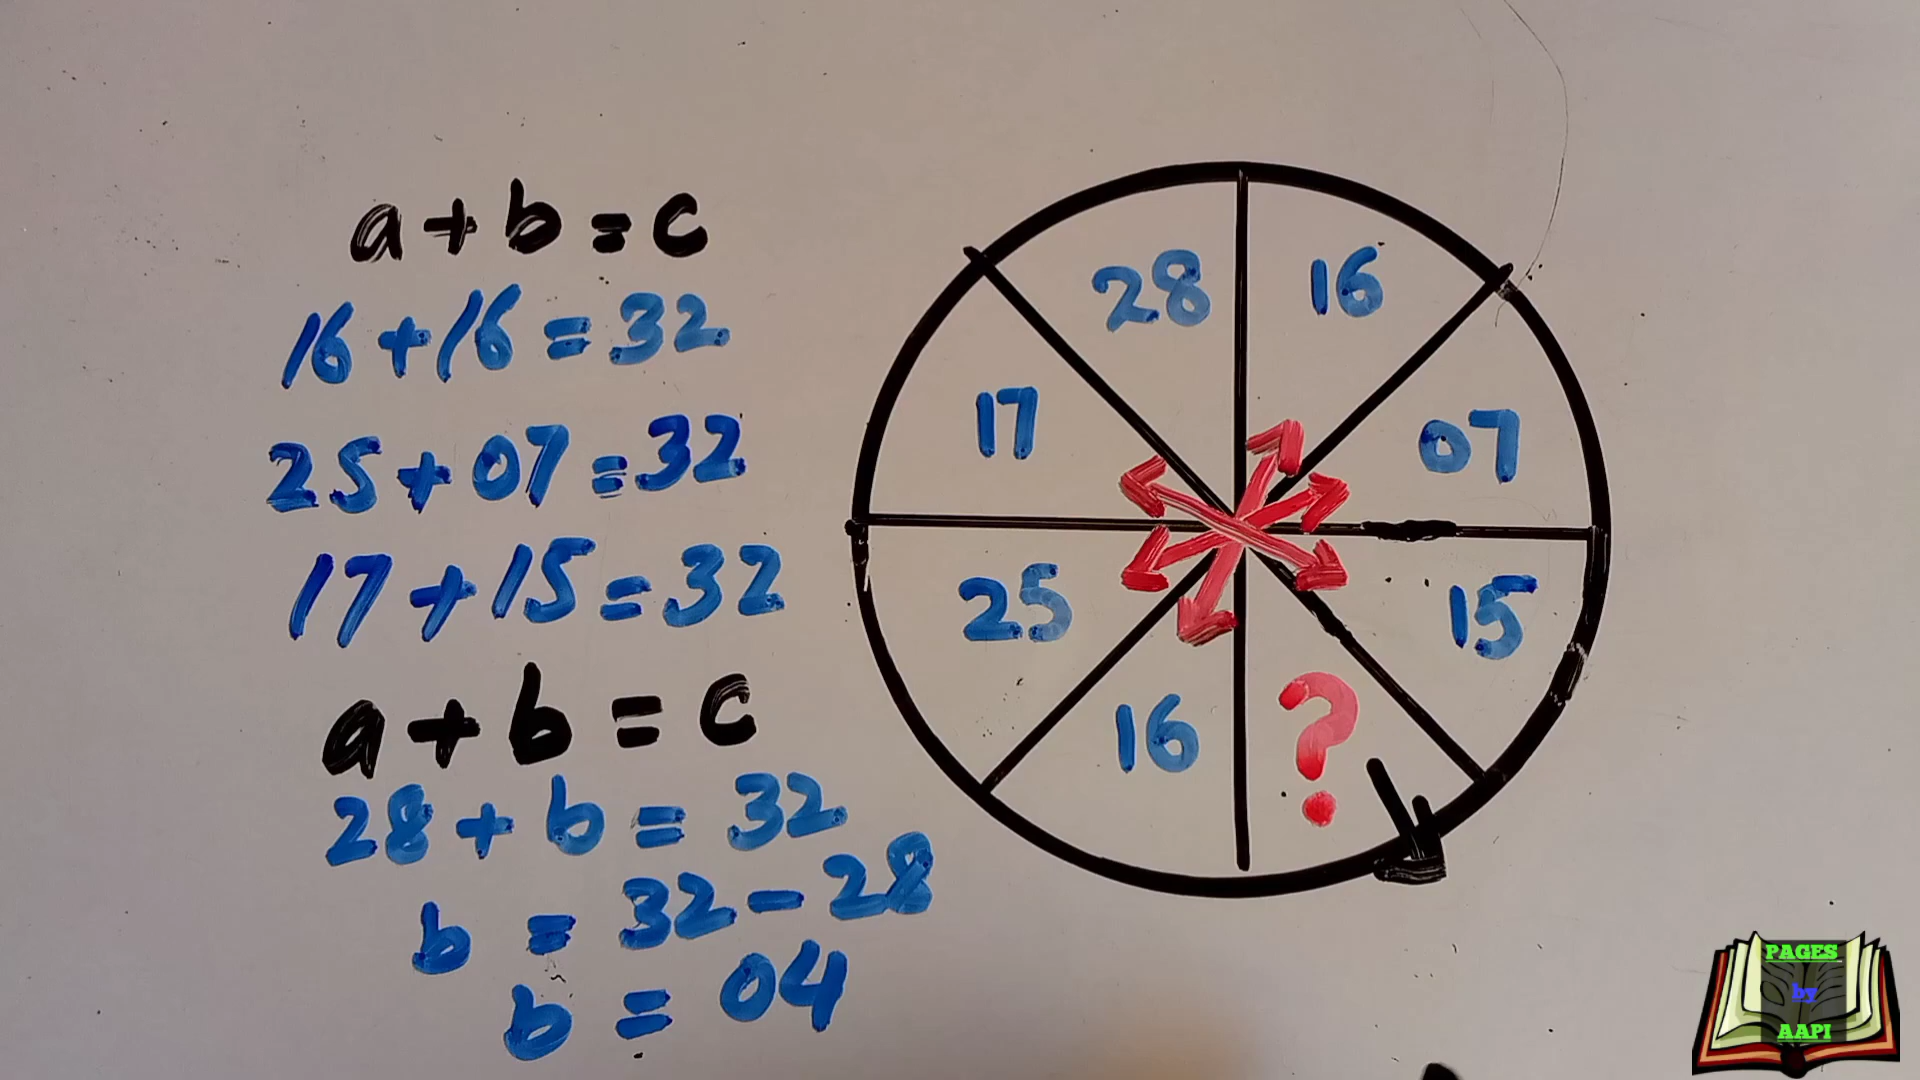 a + b = c
16 + 16 = 32
25 + 07 = 32
17 + 15 = 32
a + b = c
28 + b = 32
b = 32 - 28
b = 04
28 16
17 07
25 15
16 ?
PAGES
by
AAPI